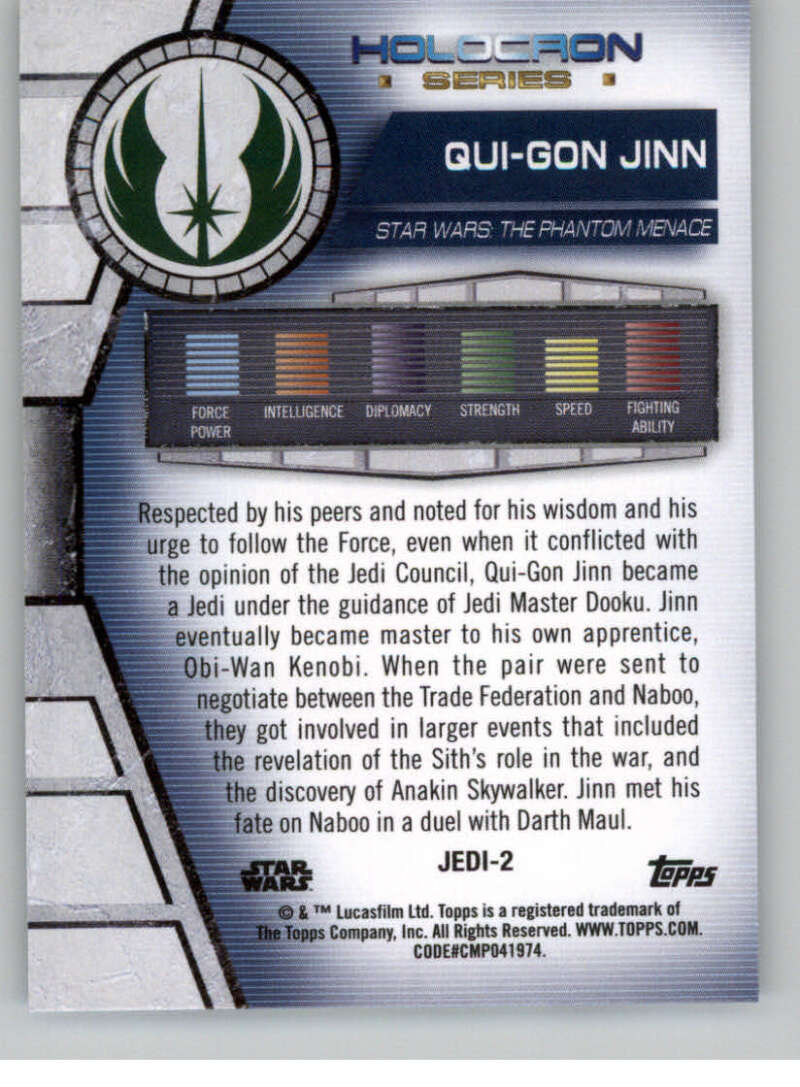 HOLOCRON
SERIES
QUI-GON JINN
STAR WARS: THE PHANTOM MENACE
FORCE POWER
INTELLIGENCE
DIPLOMACY
STRENGTH
SPEED
FIGHTING ABILITY
Respected by his peers and noted for his wisdom and his
urge to follow the Force, even when it conflicted with
the opinion of the Jedi Council, Qui-Gon Jinn became
a Jedi under the guidance of Jedi Master Dooku. Jinn
eventually became master to his own apprentice,
Obi-Wan Kenobi. When the pair were sent to
negotiate between the Trade Federation and Naboo,
they got involved in larger events that included
the revelation of the Sith's role in the war, and
the discovery of Anakin Skywalker. Jinn met his
fate on Naboo in a duel with Darth Maul.
STAR
WARS
JEDI-2
Topps
© & ™ Lucasfilm Ltd. Topps is a registered trademark of
The Topps Company, Inc. All Rights Reserved. WWW.TOPPS.COM.
CODE#CMP041974.